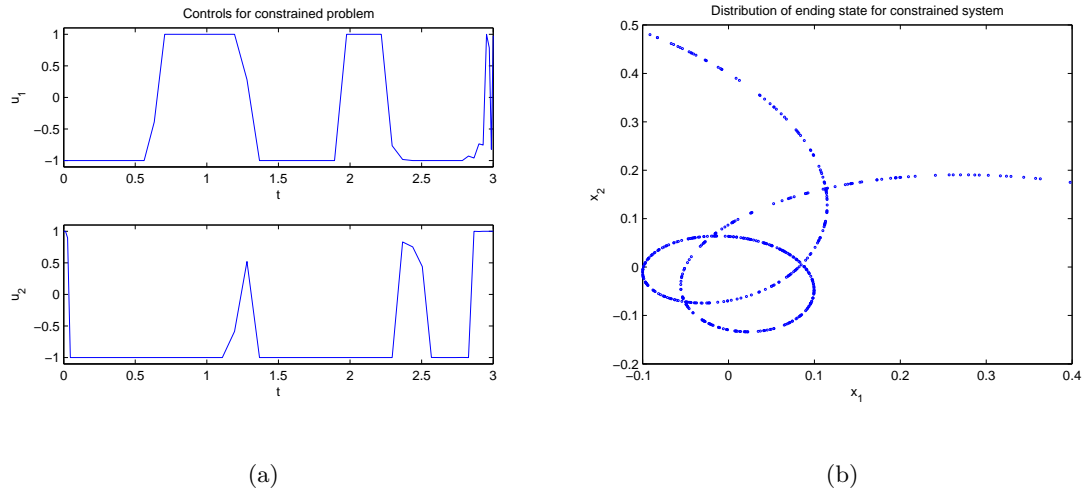 Controls for constrained problem
1
0.5
0
−0.5
−1
u1
0 0.5 1 1.5 2 2.5 3
t
1
0.5
0
−0.5
−1
u2
0 0.5 1 1.5 2 2.5 3
t
(a)
Distribution of ending state for constrained system
0.5
0.4
0.3
0.2
0.1
0
−0.1
−0.2
x2
−0.1 0 0.1 0.2 0.3 0.4
x1
(b)